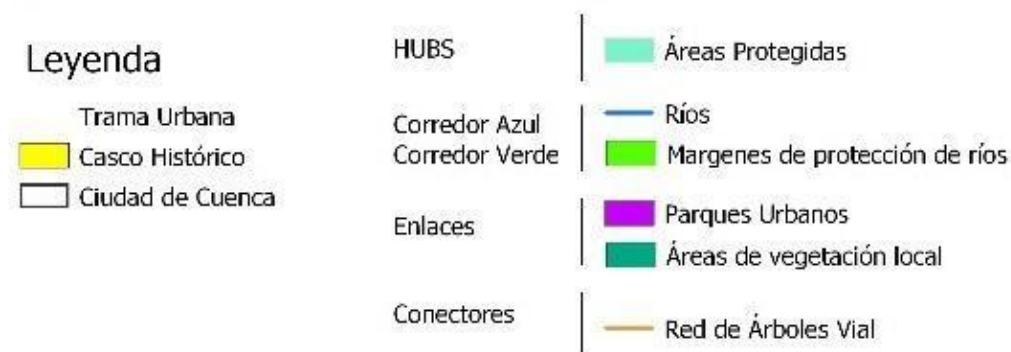 Leyenda
Trama Urbana
Casco Histórico
Ciudad de Cuenca
HUBS
Áreas Protegidas
Corredor Azul
Corredor Verde
Ríos
Margenes de protección de ríos
Enlaces
Parques Urbanos
Áreas de vegetación local
Conectores
Red de Árboles Vial